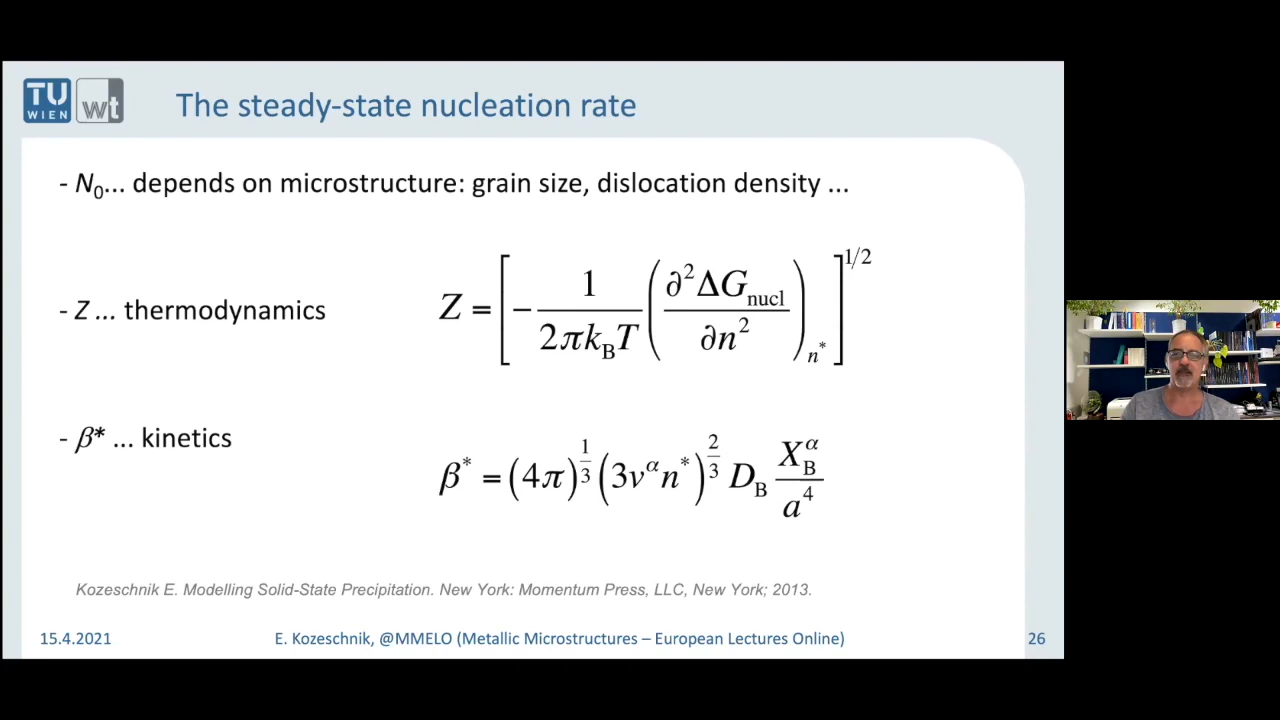 TU
WIEN
wt
The steady-state nucleation rate
- N₀... depends on microstructure: grain size, dislocation density ...
- Z ... thermodynamics
Z = [ − 1/(2πk_B T) (∂²ΔG_nucl/∂n²)_n* ]^1/2
- β* ... kinetics
β* = (4π)^1/3 (3v^α n*)^2/3 D_B X_B^α/a⁴
Kozeschnik E. Modelling Solid-State Precipitation. New York: Momentum Press, LLC, New York; 2013.
15.4.2021 E. Kozeschnik, @MMELO (Metallic Microstructures – European Lectures Online) 26